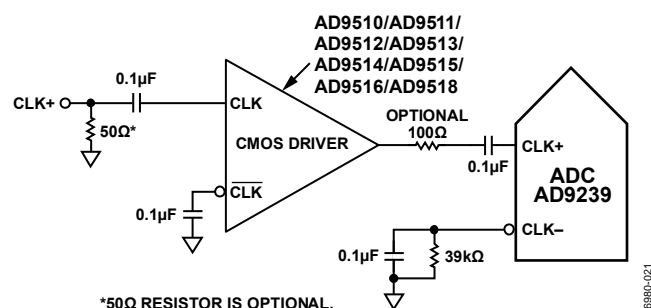 AD9510/AD9511/
AD9512/AD9513/
AD9514/AD9515/
AD9516/AD9518
0.1µF
CLK+
CLK
50Ω*
CMOS DRIVER
OPTIONAL
100Ω
0.1µF
CLK+
ADC
AD9239
CLK
0.1µF
CLK–
0.1µF
39kΩ
*50Ω RESISTOR IS OPTIONAL.
6980-021